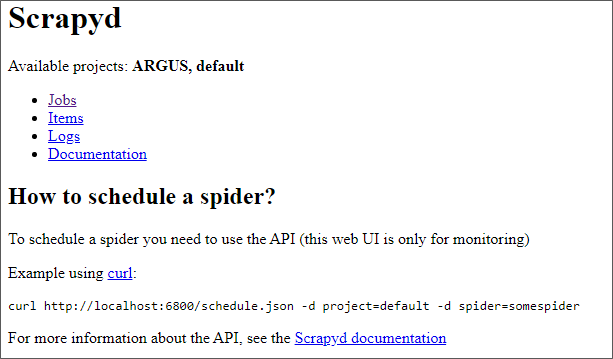 Scrapyd
Available projects: ARGUS, default
Jobs
Items
Logs
Documentation
How to schedule a spider?
To schedule a spider you need to use the API (this web UI is only for monitoring)
Example using curl:
curl http://localhost:6800/schedule.json -d project=default -d spider=somespider
For more information about the API, see the Scrapyd documentation